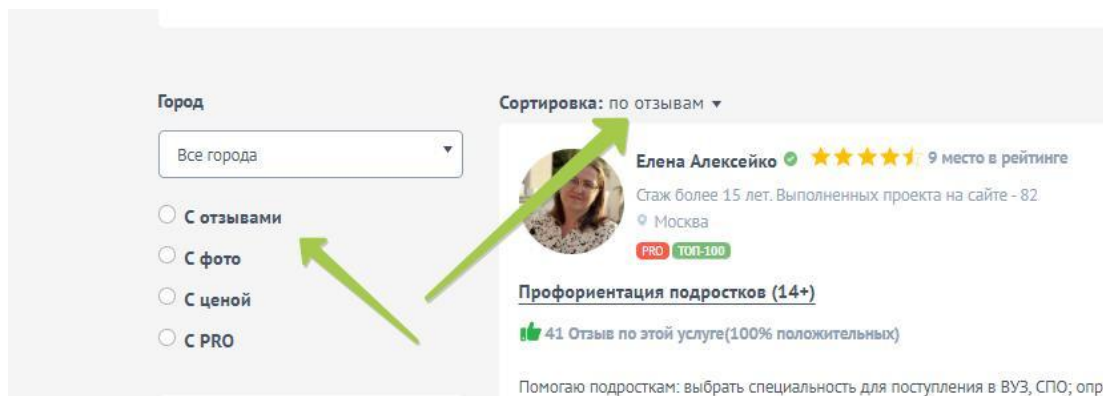 Город
Все города
С отзывами
С фото
С ценой
С PRO
Сортировка: по отзывам
Елена Алексейко 9 место в рейтинге
Стаж более 15 лет. Выполненных проекта на сайте - 82
Москва
PRO ТОП-100
Профориентация подростков (14+)
41 Отзыв по этой услуге(100% положительных)
Помогаю подросткам: выбрать специальность для поступления в ВУЗ, СПО; опр